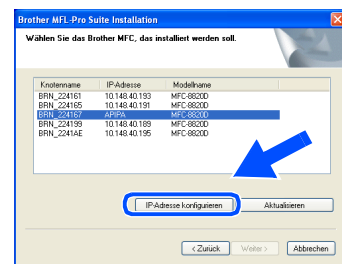 Brother MFL-Pro Suite Installation
Wählen Sie das Brother MFC, das installiert werden soll.
Knotenname IP-Adresse Modellname
BRN_224161 10.148.40.193 MFC-8820D
BRN_224165 10.148.40.191 MFC-8820D
BRN_224167 APIPA MFC-8820D
BRN_224199 10.148.40.189 MFC-8820D
BRN_2241AE 10.148.40.195 MFC-8820D
IP-Adresse konfigurieren Aktualisieren
< Zurück Weiter > Abbrechen